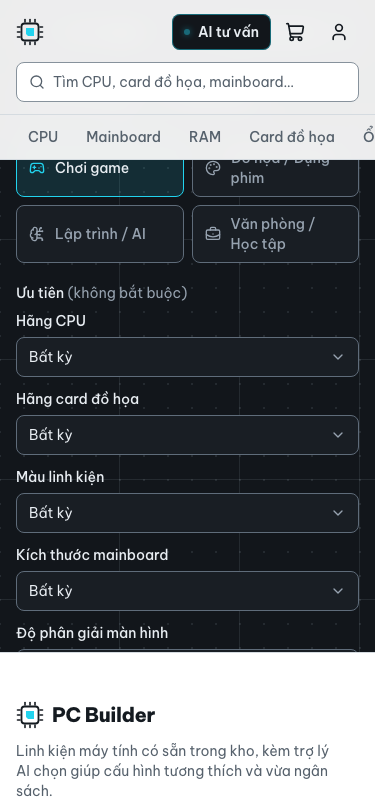 AI tư vấn
Tìm CPU, card đồ họa, mainboard…
CPU Mainboard RAM Card đồ họa Ổ
Chơi game
Đồ họa / Dựng
phim
Lập trình / AI
Văn phòng /
Học tập
Ưu tiên (không bắt buộc)
Hãng CPU
Bất kỳ
Hãng card đồ họa
Bất kỳ
Màu linh kiện
Bất kỳ
Kích thước mainboard
Bất kỳ
Độ phân giải màn hình
PC Builder
Linh kiện máy tính có sẵn trong kho, kèm trợ lý
AI chọn giúp cấu hình tương thích và vừa ngân
sách.